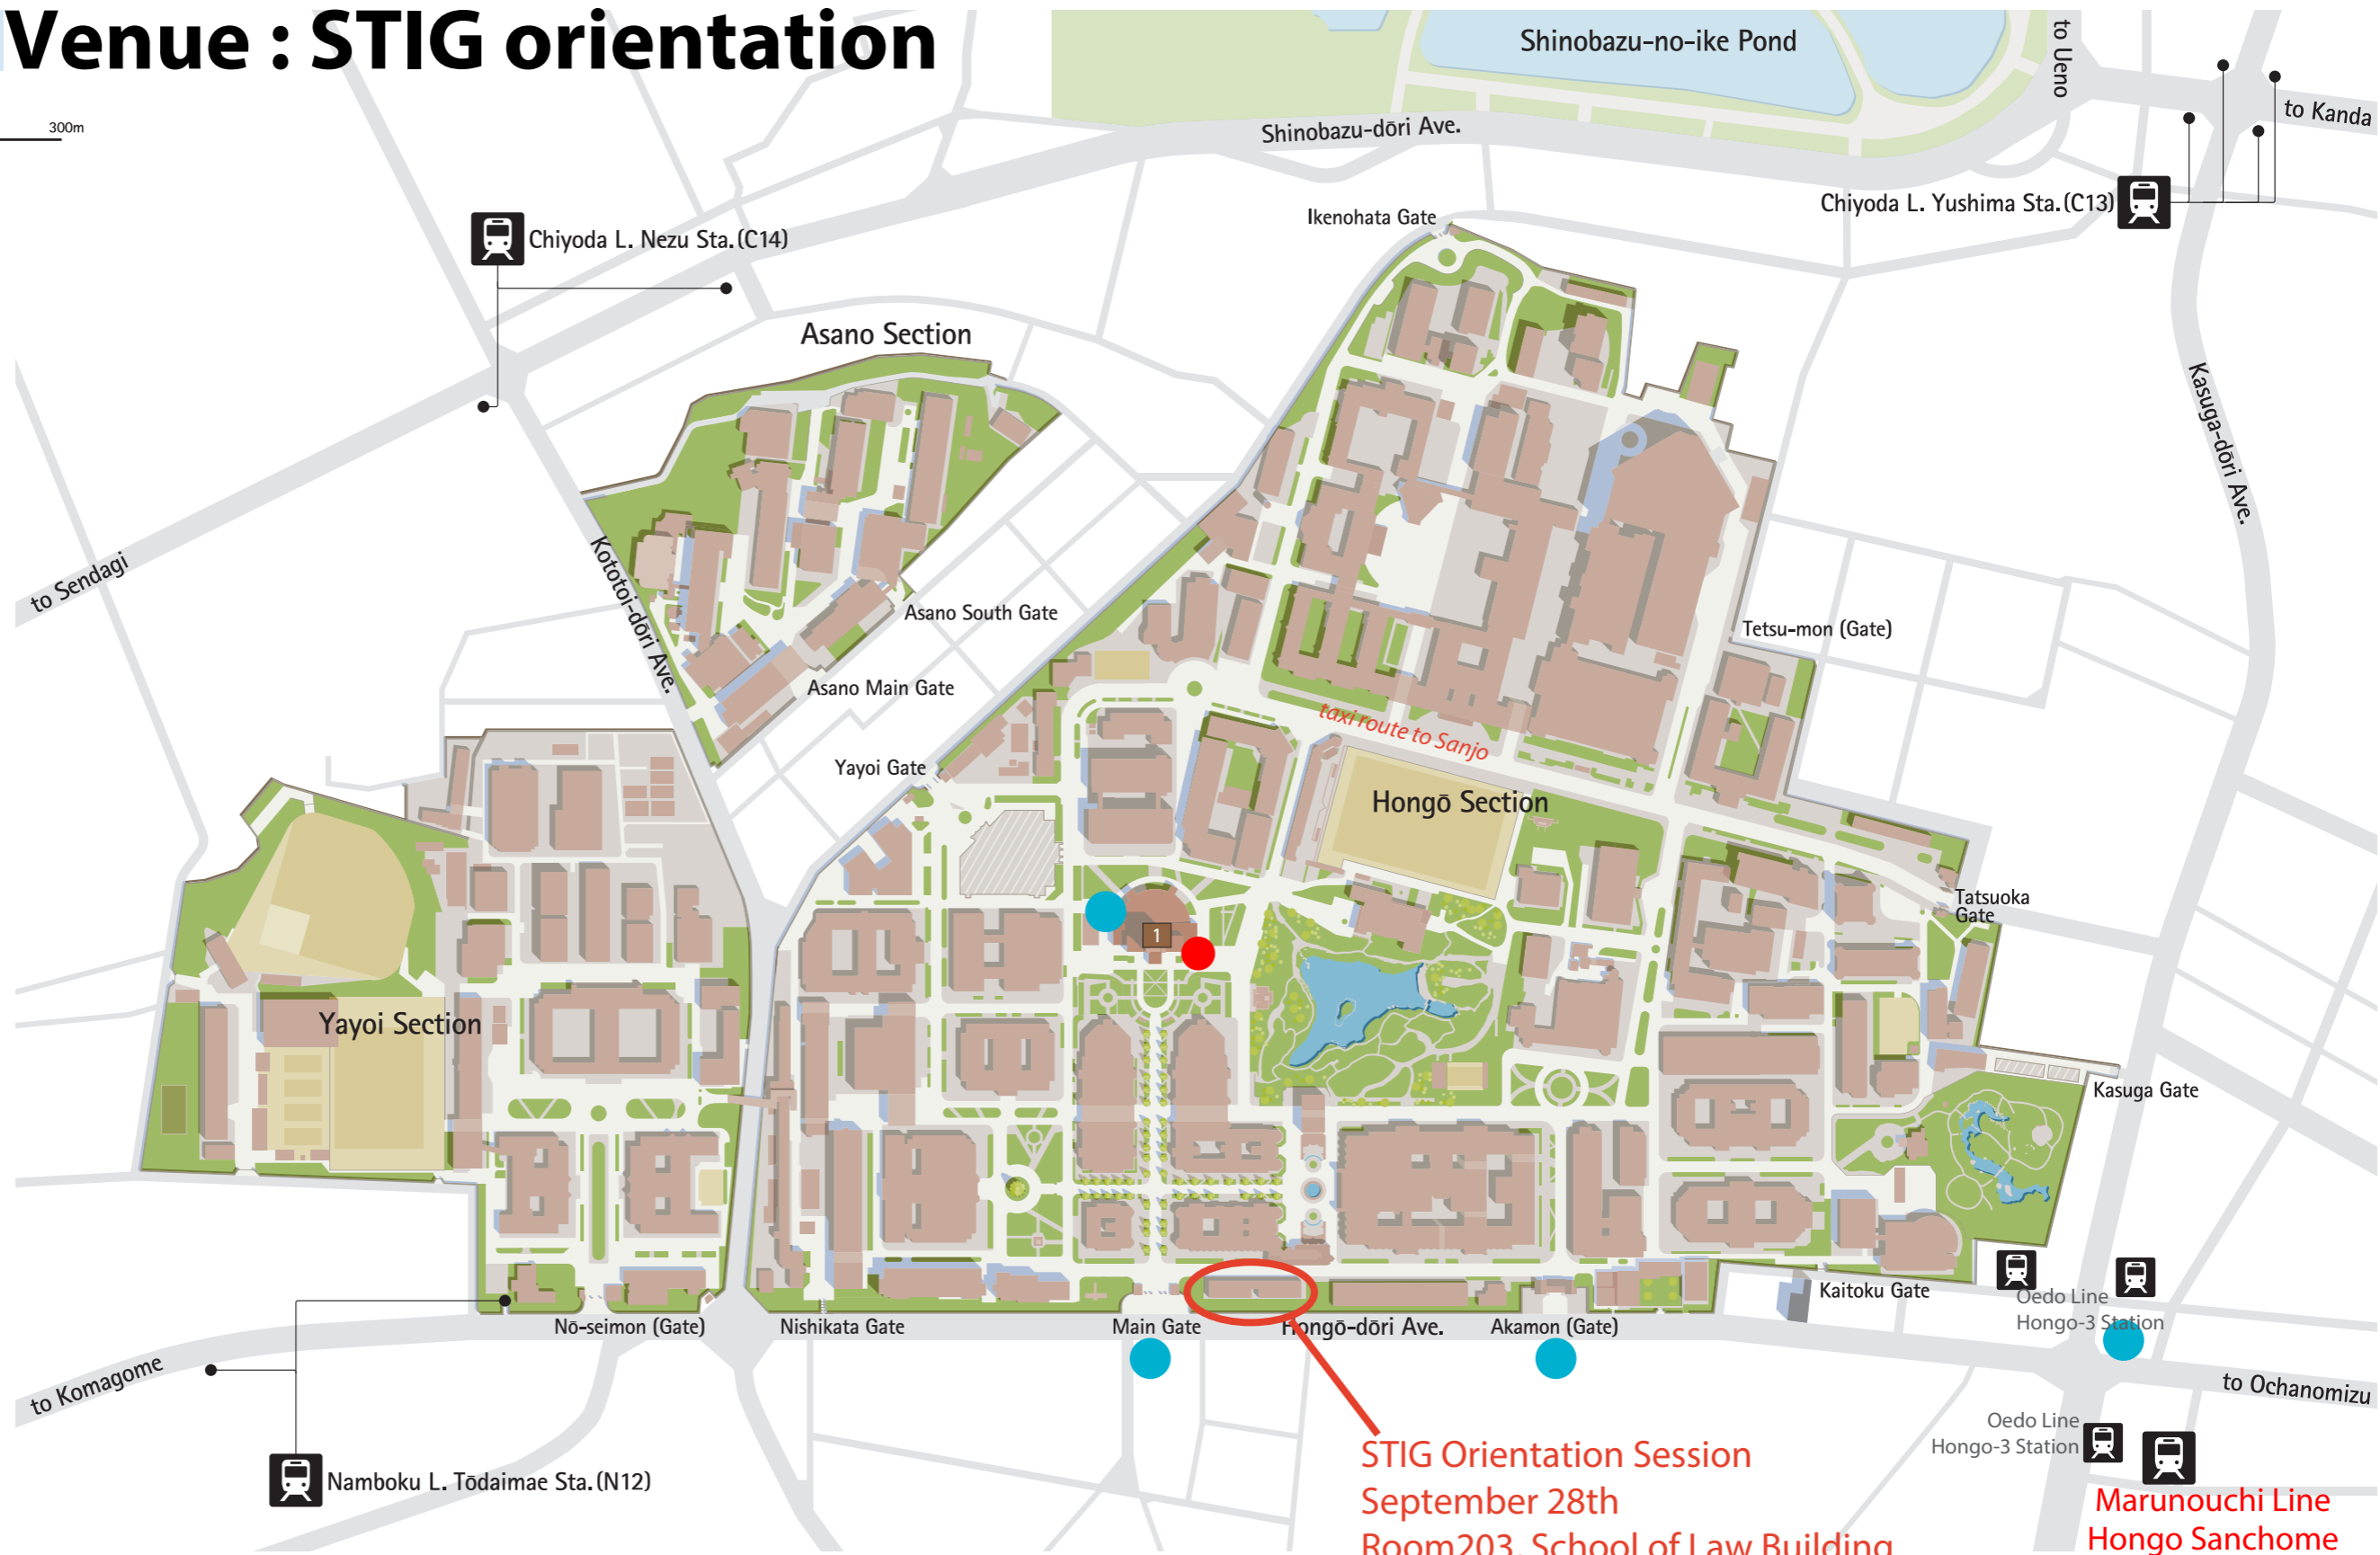 Venue : STIG orientation
300m
Shinobazu-no-ike Pond
to Ueno
to Kanda
Shinobazu-dōri Ave.
Chiyoda L. Yushima Sta.(C13)
Ikenohata Gate
Chiyoda L. Nezu Sta.(C14)
Asano Section
Kasuga-dōri Ave.
to Sendagi
Kototoi-dōri Ave.
Asano South Gate
Tetsu-mon (Gate)
Asano Main Gate
taxi route to Sanjo
Yayoi Gate
Hongō Section
Tatsuoka
Gate
1
Yayoi Section
Kasuga Gate
Kaitoku Gate
Oedo Line
Hongo-3 Station
Nō-seimon (Gate)
Nishikata Gate
Main Gate
Hongō-dōri Ave.
Akamon (Gate)
to Komagome
to Ochanomizu
Oedo Line
Hongo-3 Station
STIG Orientation Session
September 28th
Room203, School of Law Building
Namboku L. Tōdaimae Sta.(N12)
Marunouchi Line
Hongo Sanchome